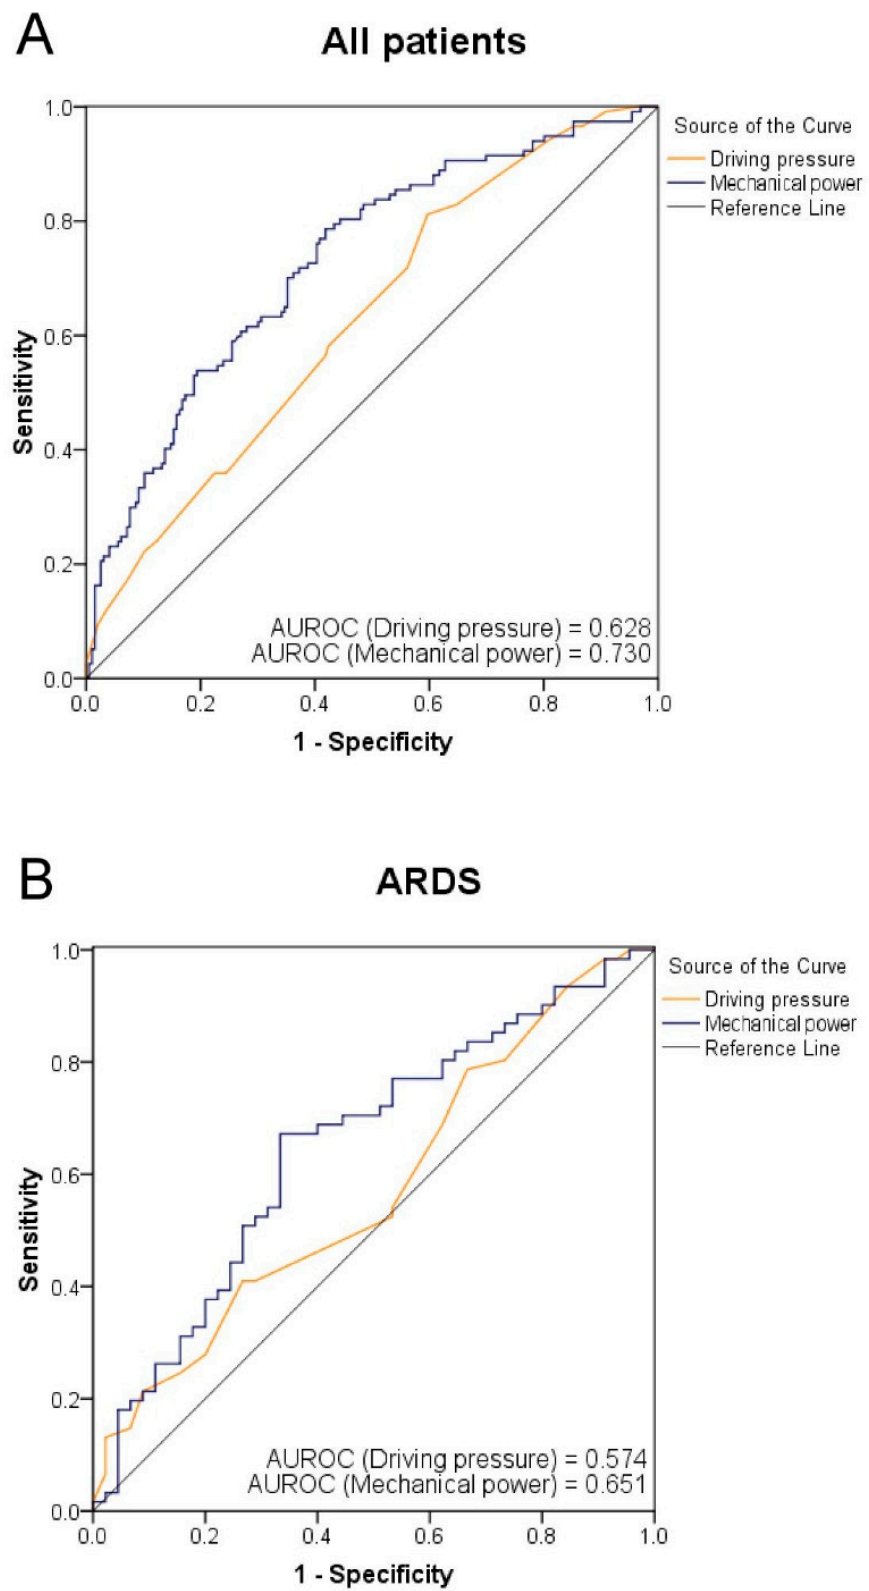 A
All patients
1.0
0.8
0.6
0.4
0.2
0.0
Sensitivity
0.0 0.2 0.4 0.6 0.8 1.0
1 - Specificity
Source of the Curve
Driving pressure
Mechanical power
Reference Line
AUROC (Driving pressure) = 0.628
AUROC (Mechanical power) = 0.730
B
ARDS
1.0
0.8
0.6
0.4
0.2
0.0
Sensitivity
0.0 0.2 0.4 0.6 0.8 1.0
1 - Specificity
Source of the Curve
Driving pressure
Mechanical power
Reference Line
AUROC (Driving pressure) = 0.574
AUROC (Mechanical power) = 0.651